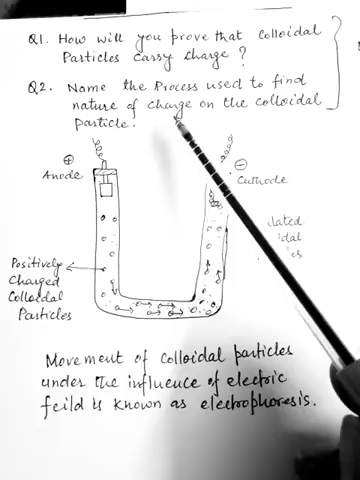 Q1. How will you prove that Colloidal
Particles carry charge?
Q2. Name the Process used to find
nature of charge on the colloidal
particle.
+
Anode
-
Cathode
Positively
Charged
Colloidal
Particles
Movement of colloidal particles
under the influence of electric
feild is known as electrophoresis.